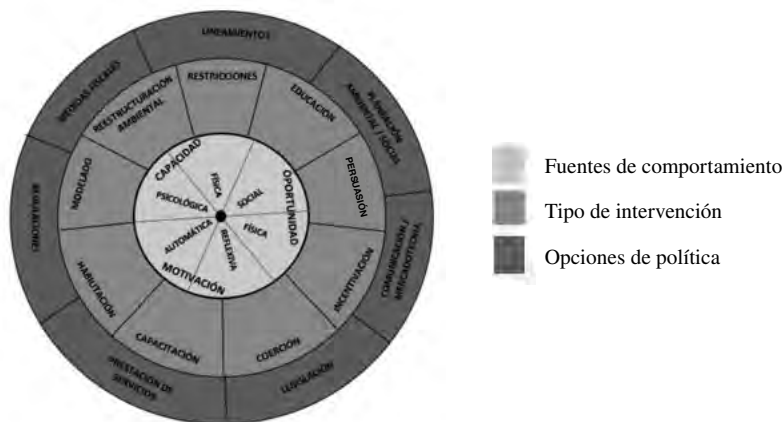 LINEAMIENTOS
PLANEACIÓN
AMBIENTAL / SOCIAL
COMUNICACIÓN /
MERCADOTECNIA
LEGISLACIÓN
PRESTACIÓN DE
SERVICIOS
REGULACIONES
MEDIDAS FISCALES
RESTRICCIONES
EDUCACIÓN
PERSUASIÓN
INCENTIVACIÓN
COERCIÓN
CAPACITACIÓN
HABILITACIÓN
MODELADO
REESTRUCTURACIÓN
AMBIENTAL
CAPACIDAD
OPORTUNIDAD
MOTIVACIÓN
FÍSICA
SOCIAL
FÍSICA
REFLEXIVA
AUTOMÁTICA
PSICOLÓGICA
Fuentes de comportamiento
Tipo de intervención
Opciones de política